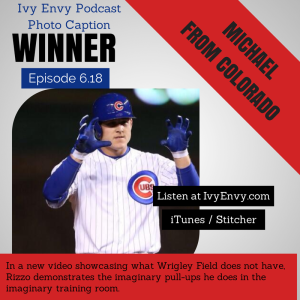 Ivy Envy Podcast
Photo Caption
WINNER
Episode 6.18
MICHAEL
FROM COLORADO
CUBS
Listen at IvyEnvy.com
iTunes / Stitcher
In a new video showcasing what Wrigley Field does not have,
Rizzo demonstrates the imaginary pull-ups he does in the
imaginary training room.